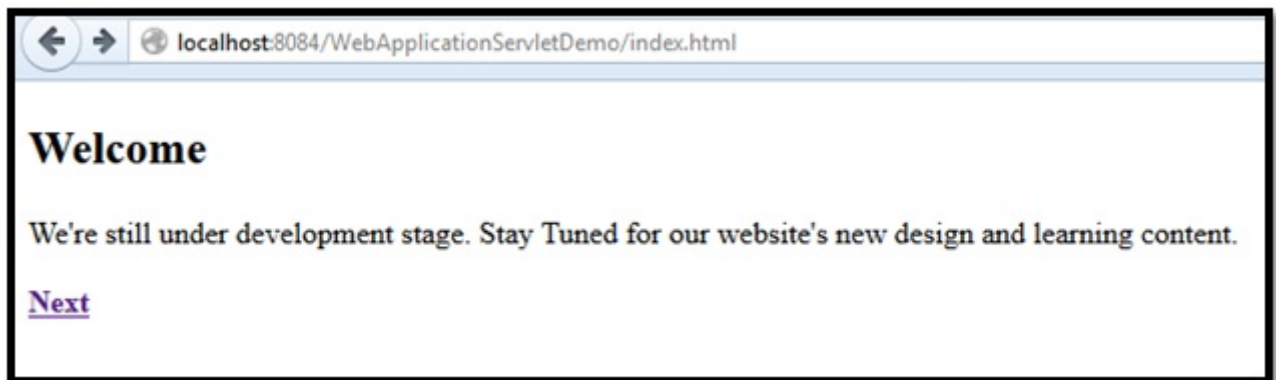 localhost:8084/WebApplicationServletDemo/index.html
Welcome
We're still under development stage. Stay Tuned for our website's new design and learning content.
Next